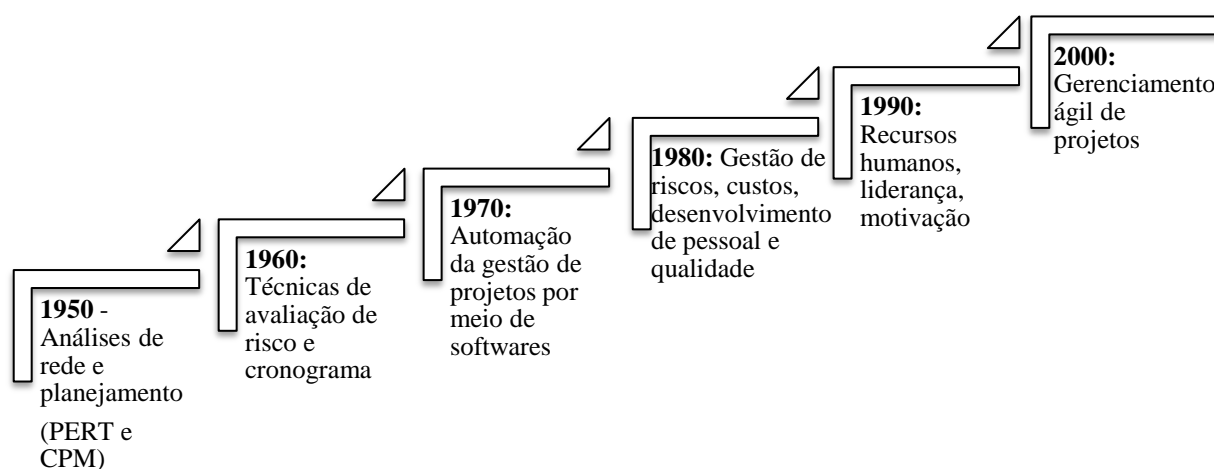 1950 -
Análises de
rede e
planejamento
(PERT e
CPM)
1960:
Técnicas de
avaliação de
risco e
cronograma
1970:
Automação
da gestão de
projetos por
meio de
softwares
1980: Gestão de
riscos, custos,
desenvolvimento
de pessoal e
qualidade
1990:
Recursos
humanos,
liderança,
motivação
2000:
Gerenciamento
ágil de
projetos